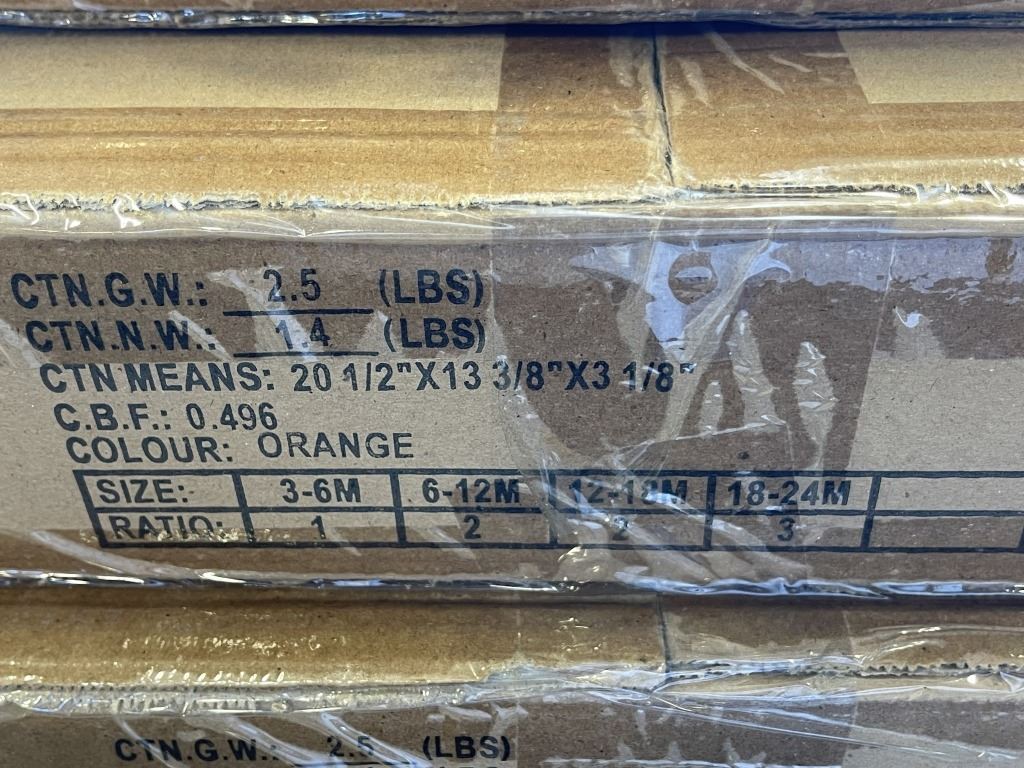 CTN.G.W.: 2.5 (LBS)
CTN.N.W.: 1.4 (LBS)
CTN MEANS: 20 1/2"X13 3/8"X3 1/8"
C.B.F.: 0.496
COLOUR: ORANGE
SIZE: 3-6M 6-12M 12-18M 18-24M
RATIO: 1 2 2 3
CTN.G.W.: 2.5 (LBS)